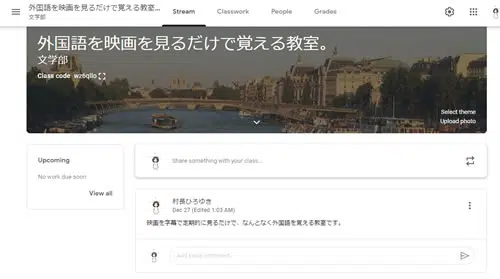 外国語を映画を見るだけで覚える教室...
文学部
Stream
Classwork
People
Grades
外国語を映画を見るだけで覚える教室。
文学部
Class code wz6qllo
Select theme
Upload photo
Upcoming
No work due soon
View all
Share something with your class...
村長ひろゆき
Dec 27 (Edited 1:03 AM)
映画を字幕で定期的に見るだけで、なんとなく外国語を覚える教室です。
Add class comment...